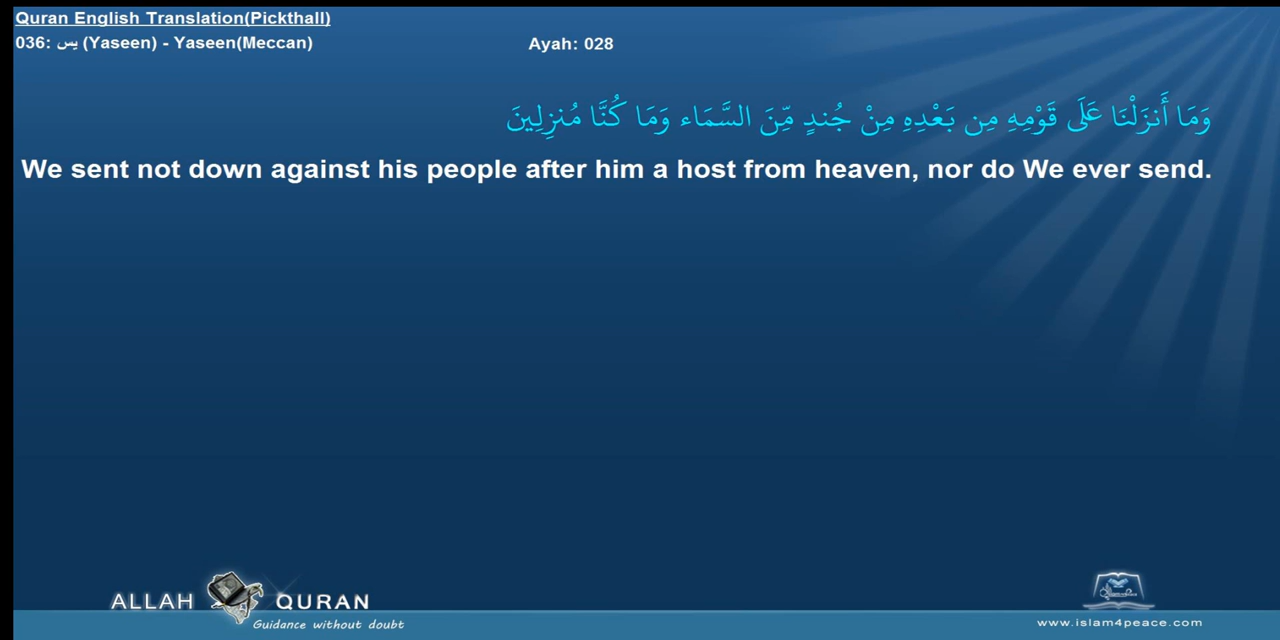 Quran English Translation(Pickthall)
036: يس (Yaseen) - Yaseen(Meccan)
Ayah: 028
وَمَا أَنزَلْنَا عَلَى قَوْمِهِ مِن بَعْدِهِ مِنْ جُندٍ مِّنَ السَّمَاء وَمَا كُنَّا مُنزِلِينَ
We sent not down against his people after him a host from heaven, nor do We ever send.
ALLAH QURAN
Guidance without doubt
www.islam4peace.com